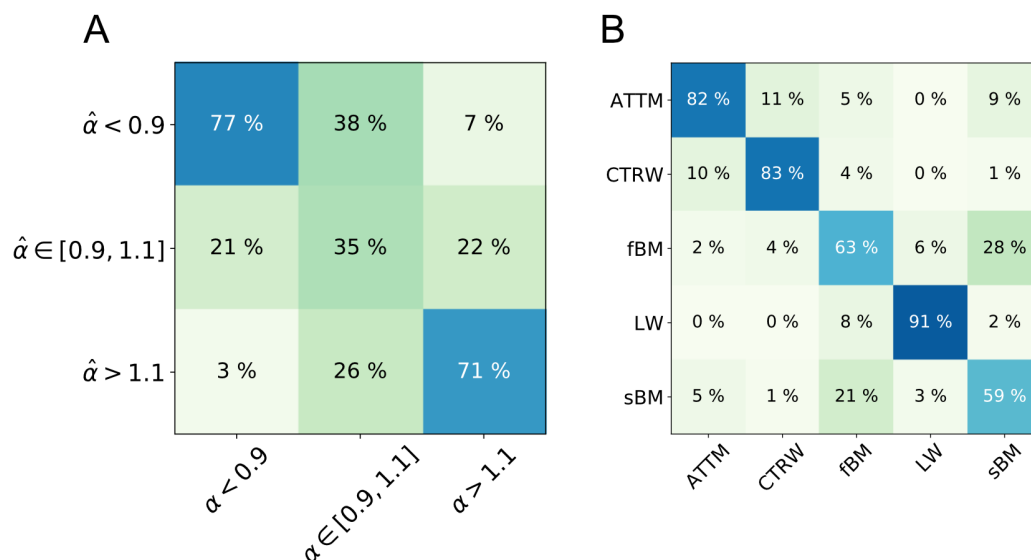 A
α̂ < 0.9 77 % 38 % 7 %
α̂ ∈ [0.9, 1.1] 21 % 35 % 22 %
α̂ > 1.1 3 % 26 % 71 %
α < 0.9 α ∈ [0.9, 1.1] α > 1.1
B
ATTM 82 % 11 % 5 % 0 % 9 %
CTRW 10 % 83 % 4 % 0 % 1 %
fBM 2 % 4 % 63 % 6 % 28 %
LW 0 % 0 % 8 % 91 % 2 %
sBM 5 % 1 % 21 % 3 % 59 %
ATTM CTRW fBM LW sBM